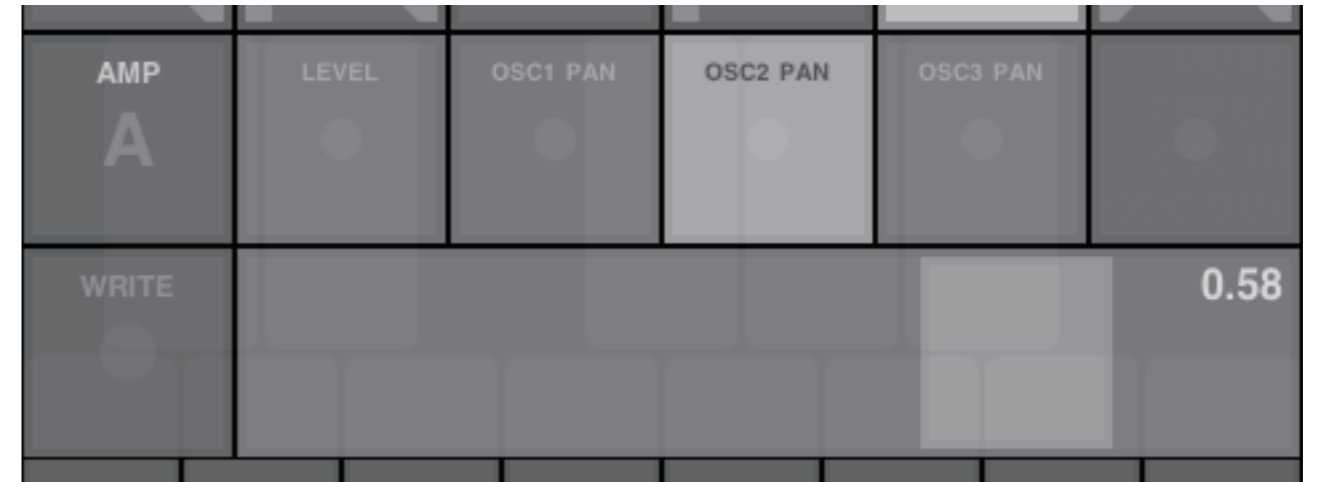 AMP
A
LEVEL
OSC1 PAN
OSC2 PAN
OSC3 PAN
WRITE
0.58